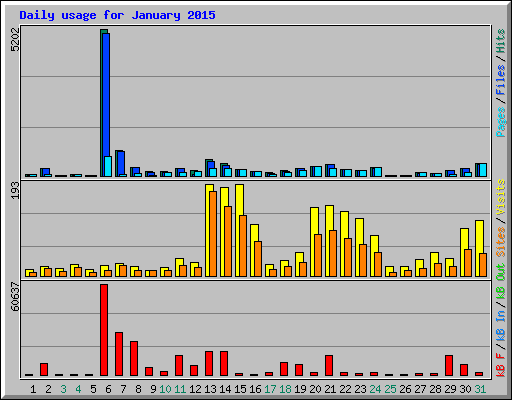 Daily usage for January 2015
5202
193
60637
Pages / Files / Hits
Sites / Visits
kB F / kB In / kB Out
1 2 3 4 5 6 7 8 9 10 11 12 13 14 15 16 17 18 19 20 21 22 23 24 25 26 27 28 29 30 31